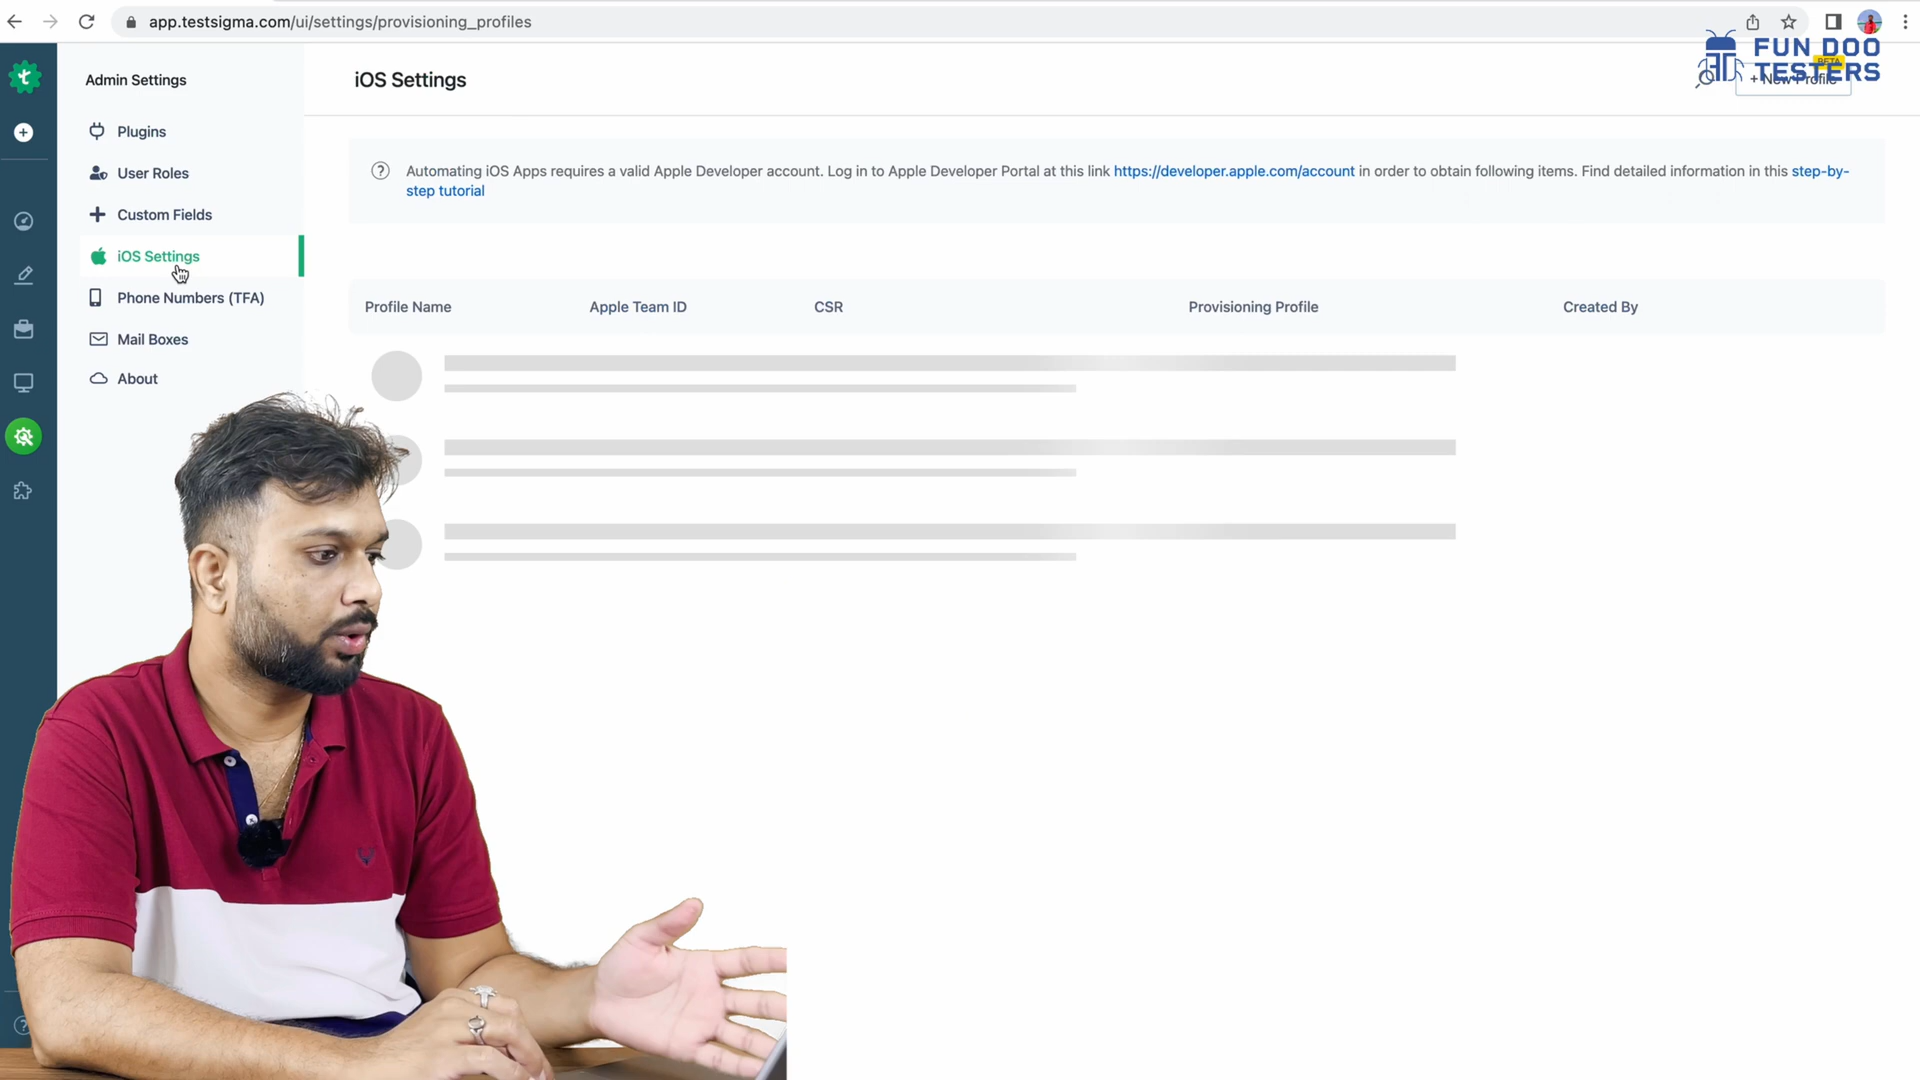 app.testsigma.com/ui/settings/provisioning_profiles
FUN DOO
TESTERS
BETA
+ New Profile
Admin Settings
iOS Settings
Plugins
User Roles
Custom Fields
iOS Settings
Phone Numbers (TFA)
Mail Boxes
About
Automating iOS Apps requires a valid Apple Developer account. Log in to Apple Developer Portal at this link https://developer.apple.com/account in order to obtain following items. Find detailed information in this step-by-
step tutorial
Profile Name
Apple Team ID
CSR
Provisioning Profile
Created By